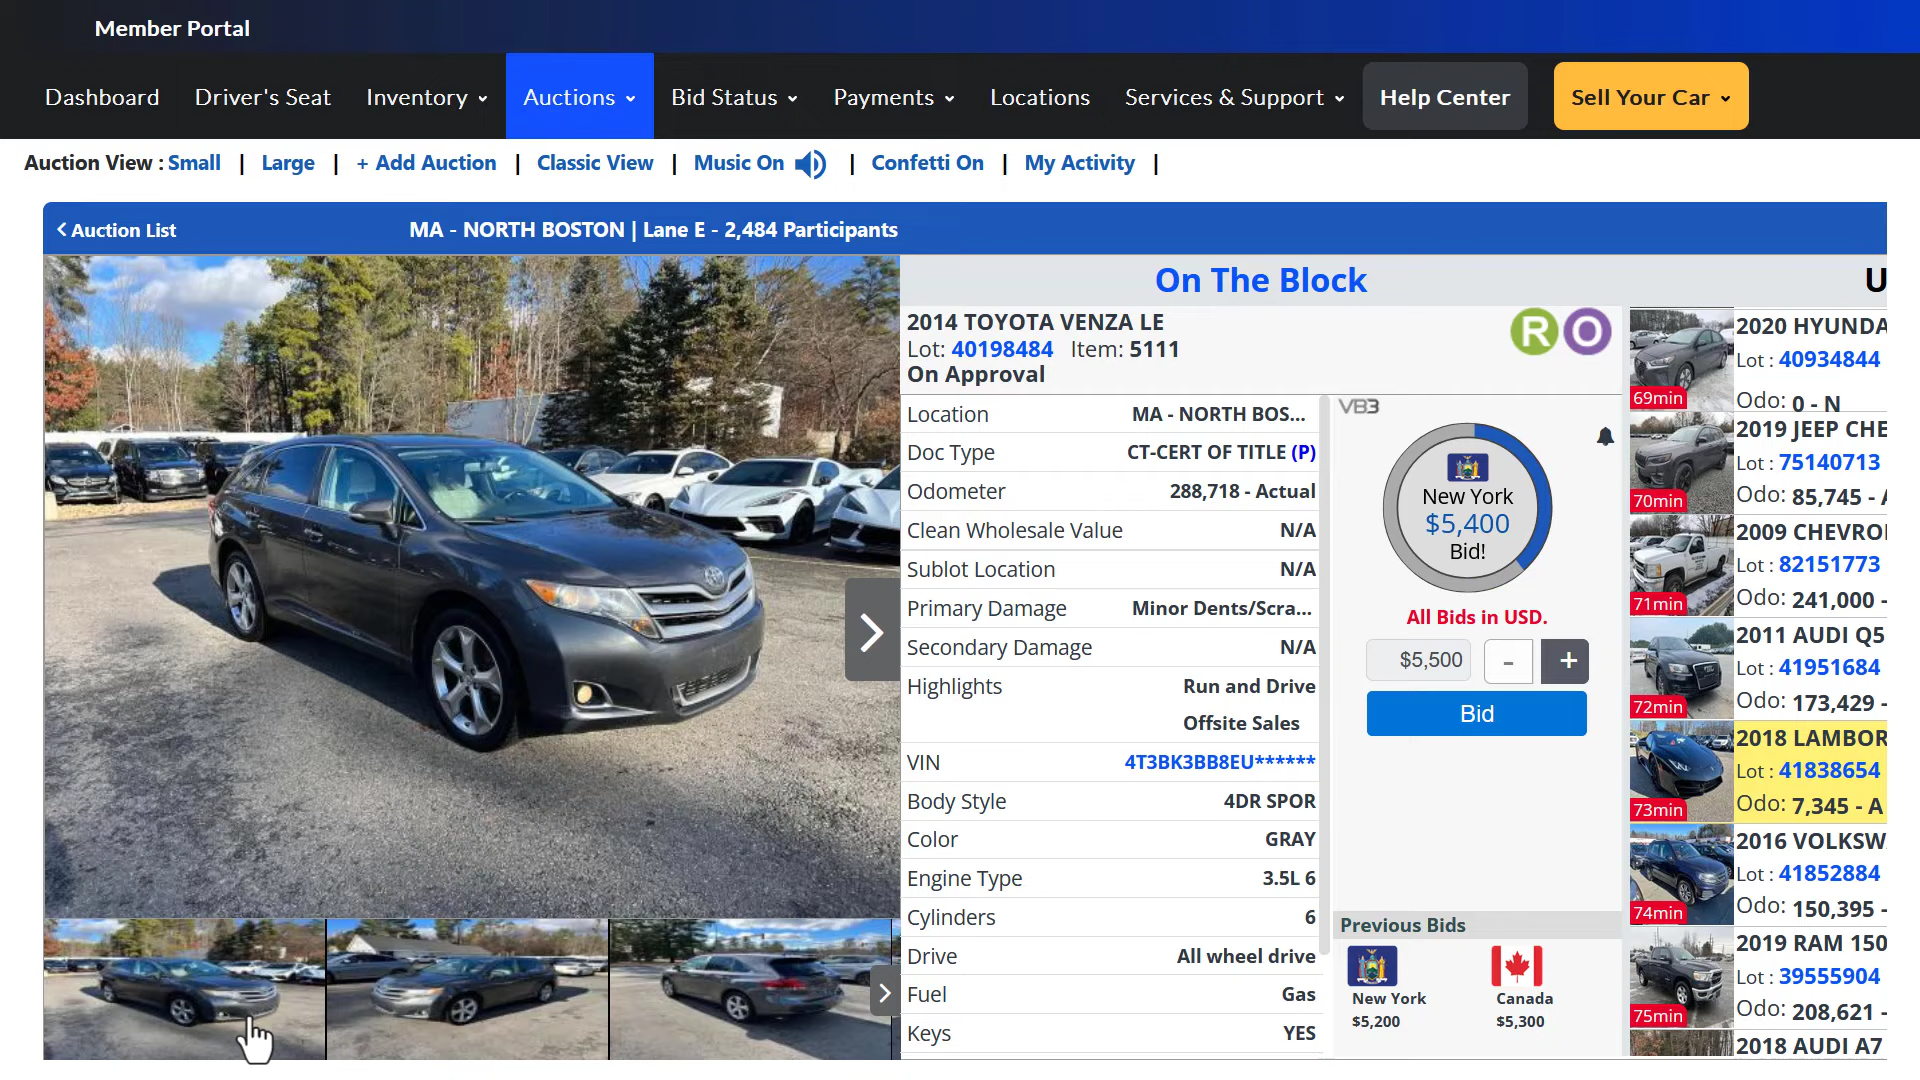 Member Portal
Dashboard Driver's Seat Inventory Auctions Bid Status Payments Locations Services & Support Help Center Sell Your Car
Auction View : Small | Large | + Add Auction | Classic View | Music On | Confetti On | My Activity |
Auction List
MA - NORTH BOSTON | Lane E - 2,484 Participants
On The Block
2014 TOYOTA VENZA LE
Lot: 40198484 Item: 5111
On Approval
R O
Location MA - NORTH BOS...
Doc Type CT-CERT OF TITLE (P)
Odometer 288,718 - Actual
Clean Wholesale Value N/A
Sublot Location N/A
Primary Damage Minor Dents/Scra...
Secondary Damage N/A
Highlights Run and Drive
Offsite Sales
VIN 4T3BK3BB8EU******
Body Style 4DR SPOR
Color GRAY
Engine Type 3.5L 6
Cylinders 6
Drive All wheel drive
Fuel Gas
Keys YES
VB3
New York
$5,400
Bid!
All Bids in USD.
$5,500 - +
Bid
Previous Bids
New York
$5,200
Canada
$5,300
U
2020 HYUNDA
Lot : 40934844
Odo: 0 - N
69min
2019 JEEP CHE
Lot : 75140713
Odo: 85,745 - A
70min
2009 CHEVROL
Lot : 82151773
Odo: 241,000 -
71min
2011 AUDI Q5
Lot : 41951684
Odo: 173,429 -
72min
2018 LAMBOR
Lot : 41838654
Odo: 7,345 - A
73min
2016 VOLKSW
Lot : 41852884
Odo: 150,395 -
74min
2019 RAM 150
Lot : 39555904
Odo: 208,621 -
75min
2018 AUDI A7